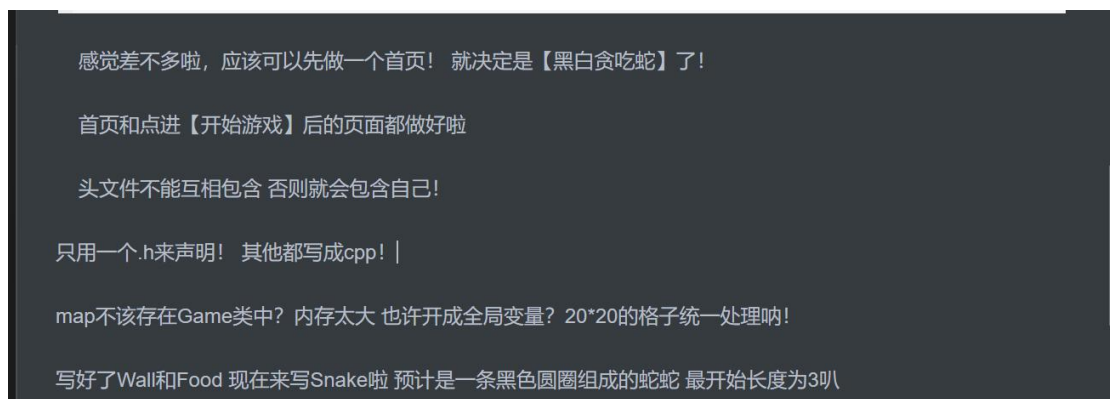 感觉差不多啦，应该可以先做一个首页！ 就决定是【黑白贪吃蛇】了！
首页和点进【开始游戏】后的页面都做好啦
头文件不能互相包含 否则就会包含自己！
只用一个.h来声明！ 其他都写成cpp！
map不该存在Game类中？内存太大 也许开成全局变量？20*20的格子统一处理呐！
写好了Wall和Food 现在来写Snake啦 预计是一条黑色圆圈组成的蛇蛇 最开始长度为3叭